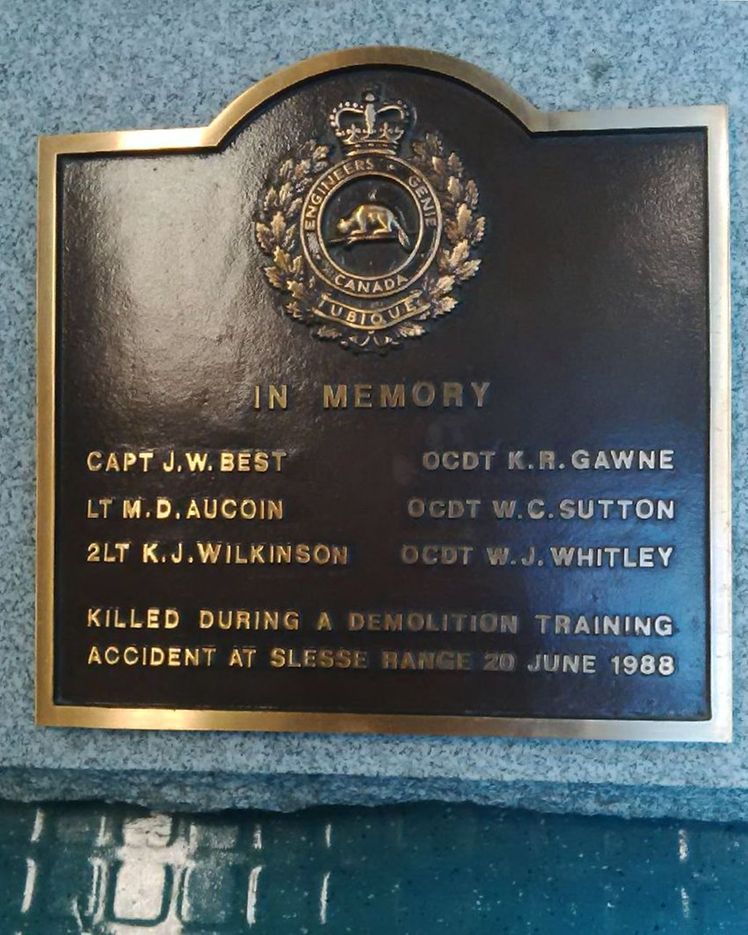 ENGINEERS GENIE
CANADA
UBIQUE
IN MEMORY
CAPT J.W. BEST OCDT K.R. GAWNE
LT M.D. AUCOIN OCDT W.C. SUTTON
2LT K.J. WILKINSON OCDT W.J. WHITLEY
KILLED DURING A DEMOLITION TRAINING
ACCIDENT AT SLESSE RANGE 20 JUNE 1988